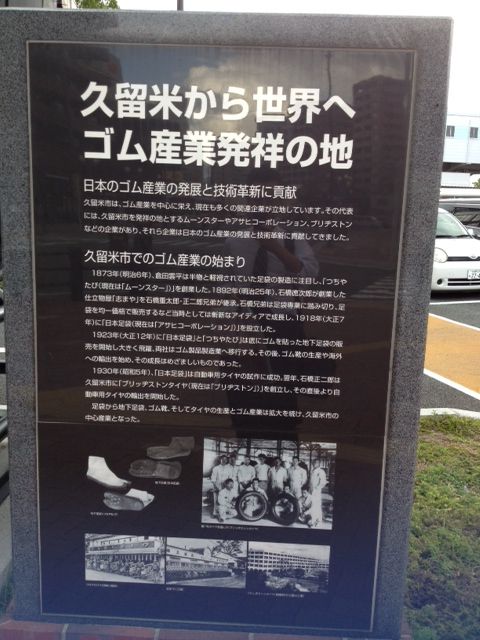 久留米から世界へ
ゴム産業発祥の地
日本のゴム産業の発展と技術革新に貢献
久留米市は、ゴム産業を中心に栄え、現在も多くの関連企業が立地しています。その代表
には、久留米市を発祥の地とするムーンスターやアサヒコーポレーション、ブリヂストン
などの企業があり、それら企業は日本のゴム産業の発展と技術革新に貢献してきました。
久留米市でのゴム産業の始まり
1873年(明治6年)、倉田雲平は半物と軽視されていた足袋の製造に注目し、「つちや
たび(現在は「ムーンスター」)」を創業した。1892年(明治25年)、石橋徳次郎が創業した
仕立物屋「志まや」を石橋重太郎・正二郎兄弟が継承。石橋兄弟は足袋専業に踏み切り、足
袋を均一価格で販売するなど当時としては斬新なアイディアで成長し、1918年(大正7
年)に「日本足袋(現在は「アサヒコーポレーション」)」を設立した。
1923年(大正12年)に「日本足袋」と「つちやたび」は底にゴムを貼った地下足袋の販
売を開始し大きく飛躍、両社はゴム製品製造業へ移行する。その後、ゴム靴の生産や海外
への輸出を始め、その成長はめざましいものであった。
1930年(昭和5年)、「日本足袋」は自動車用タイヤの試作に成功。翌年、石橋正二郎は
久留米市に「ブリッヂストンタイヤ(現在は「ブリヂストン」)」を創立し、その直後より自
動車用タイヤの輸出を開始した。
足袋から地下足袋、ゴム靴、そしてタイヤの生産とゴム産業は拡大を続け、久留米市の
中心産業となった。